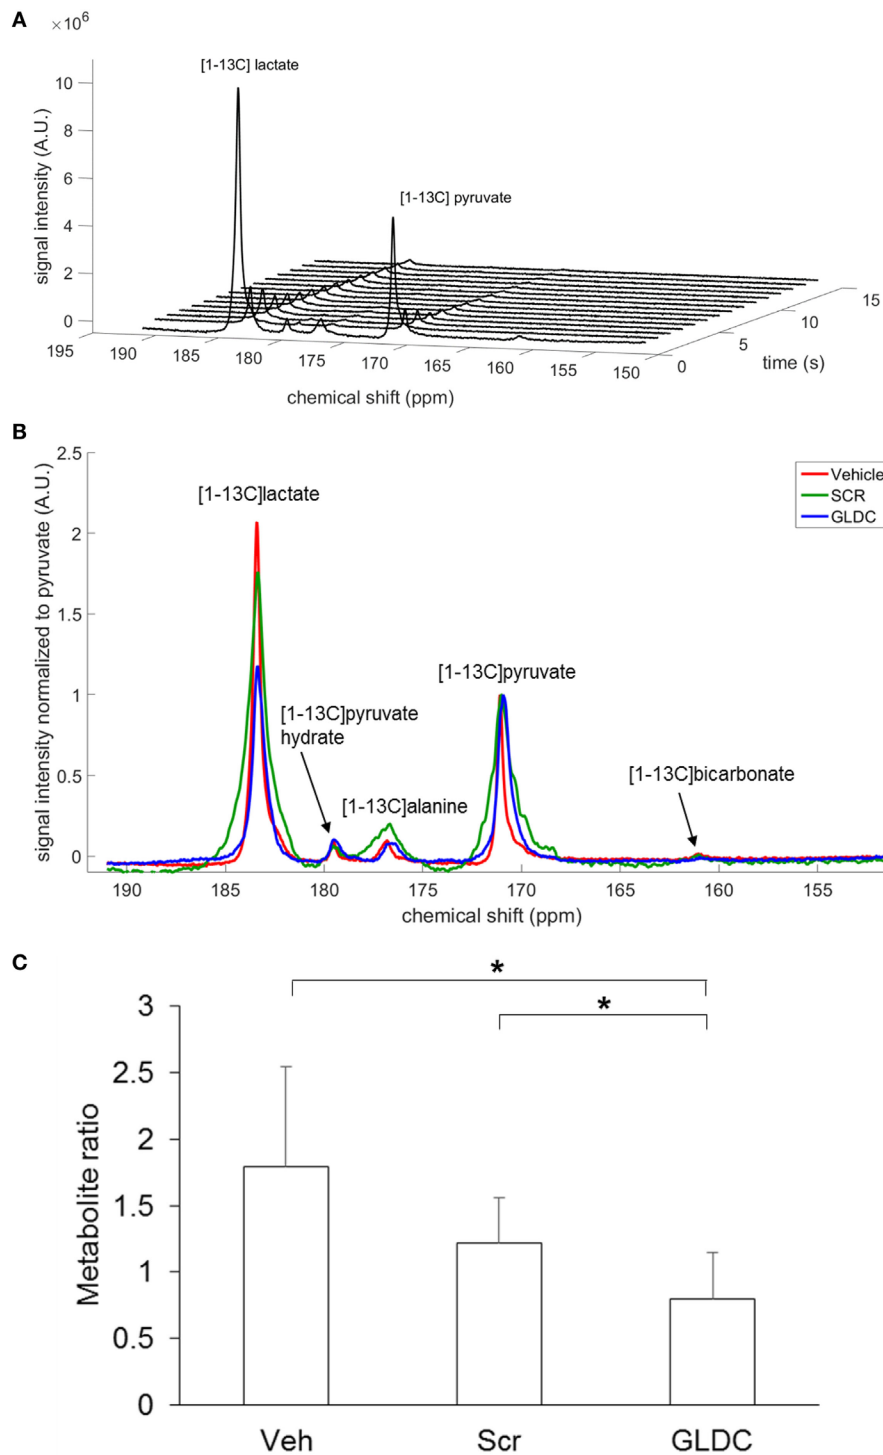 A
×10⁶
[1-13C] lactate
10
8
6
4
2
0
signal intensity (A.U.)
[1-13C] pyruvate
195
190
185
180
175
170
165
160
155
150
chemical shift (ppm)
0
5
10
15
time (s)
B
2.5
2
1.5
1
0.5
0
signal intensity normalized to pyruvate (A.U.)
[1-13C]lactate
[1-13C]pyruvate
hydrate
[1-13C]alanine
[1-13C]pyruvate
[1-13C]bicarbonate
Vehicle
SCR
GLDC
190
185
180
175
170
165
160
155
chemical shift (ppm)
C
*
*
3
2.5
2
1.5
1
0.5
0
Metabolite ratio
Veh
Scr
GLDC